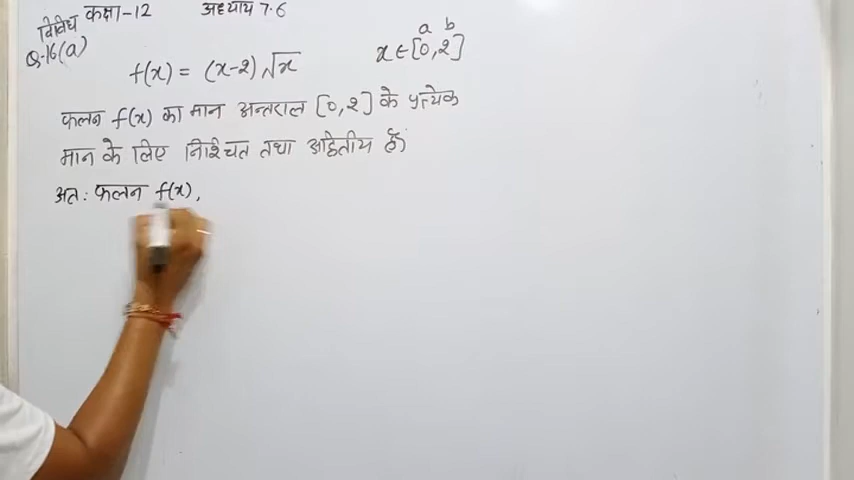 विविध कक्षा-12 अध्याय 7.6
Q.16(a)
a b
f(x) = (x-2)√x x∈[0,2]
फलन f(x) का मान अन्तराल [0,2] के प्रत्येक
मान के लिए निश्चित तथा अद्वितीय है।
अत: फलन f(x),